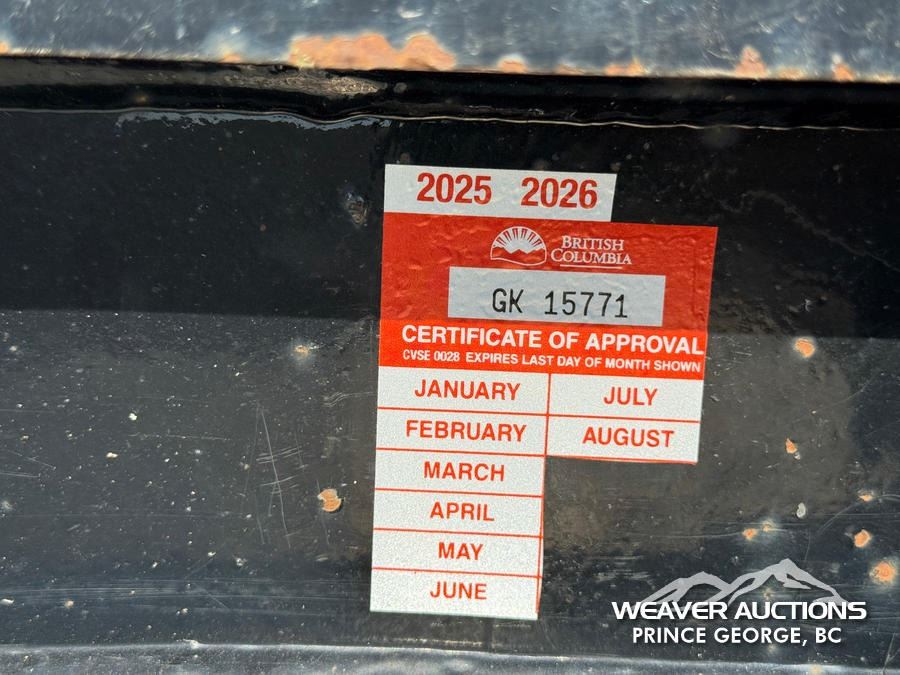 2025 2026
BRITISH
COLUMBIA
GK 15771
CERTIFICATE OF APPROVAL
CVSE 0028 EXPIRES LAST DAY OF MONTH SHOWN
JANUARY JULY
FEBRUARY AUGUST
MARCH
APRIL
MAY
JUNE
WEAVER AUCTIONS
PRINCE GEORGE, BC